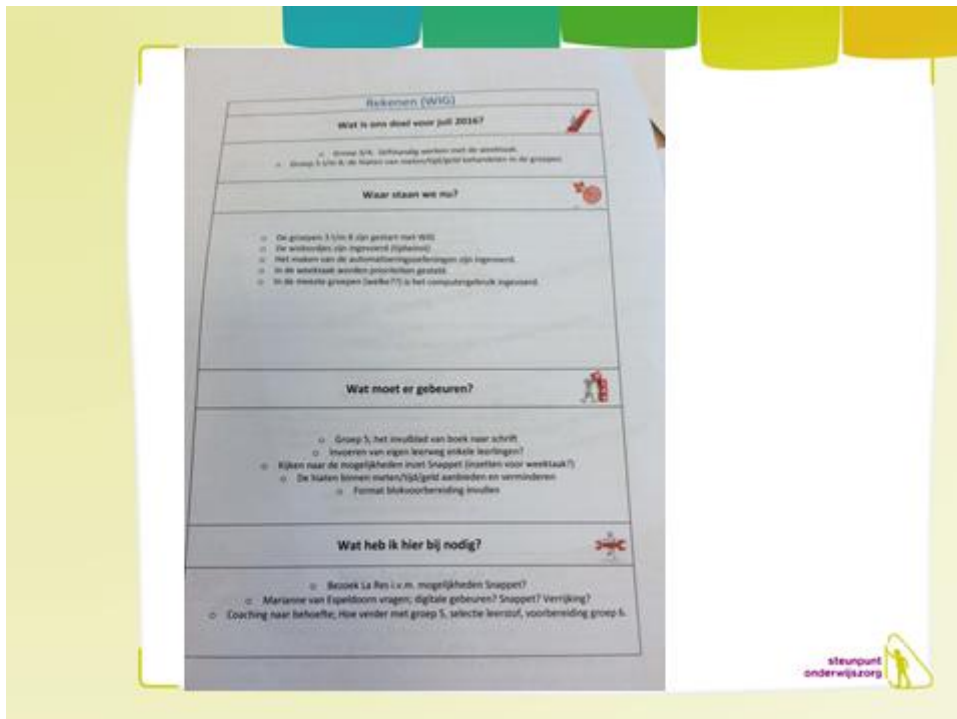 Rekenen (WIG)
Wat is ons doel voor juli 2016?
o Groep 3/4: Zelfstandig werken met de weektaak.
o Groep 5 t/m 8: de hiaten van meten/tijd/geld behandelen in de groepen
Waar staan we nu?
o De groepen 3 t/m 8 zijn gestart met WIG
o De wisbordjes zijn ingevoerd (tijdwinst)
o Het maken van de automatiseringsoefeningen zijn ingevoerd.
o In de weektaak worden prioriteiten gesteld.
o In de meeste groepen (welke??) is het computergebruik ingevoerd.
Wat moet er gebeuren?
o Groep 5, het invulblad van boek naar schrift
o Invoeren van eigen leerweg enkele leerlingen?
o Kijken naar de mogelijkheden inzet Snappet (inzetten voor weektaak?)
o De hiaten binnen meten/tijd/geld aanbieden en verminderen
o Format blokvoorbereiding invullen
Wat heb ik hier bij nodig?
o Bezoek La Res i.v.m. mogelijkheden Snappet?
o Marianne van Espeldoorn vragen; digitale gebeuren? Snappet? Verrijking?
o Coaching naar behoefte; Hoe verder met groep 5, selectie leerstof, voorbereiding groep 6.
steunpunt
onderwijszorg